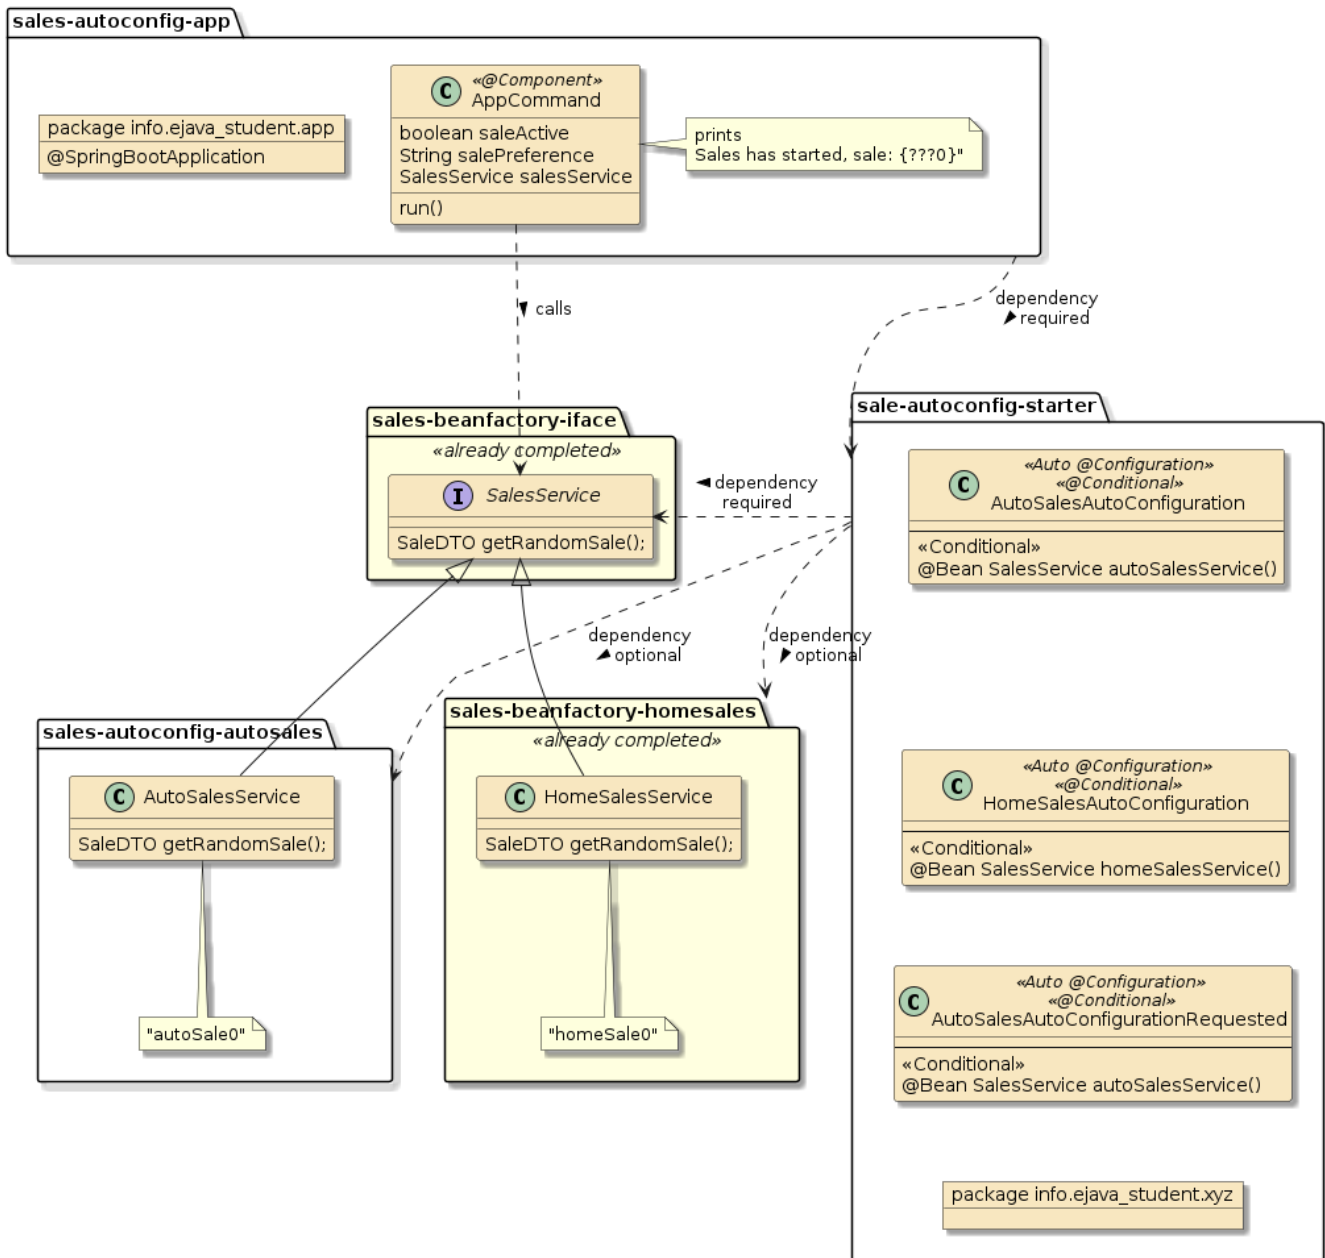 sales-autoconfig-app
package info.ejava_student.app
@SpringBootApplication
C
«@Component»
AppCommand
boolean saleActive
String salePreference
SalesService salesService
run()
prints
Sales has started, sale: {???0}"
calls
dependency
required
sales-beanfactory-iface
«already completed»
I
SalesService
SaleDTO getRandomSale();
dependency
required
sale-autoconfig-starter
C
«Auto @Configuration»
«@Conditional»
AutoSalesAutoConfiguration
«Conditional»
@Bean SalesService autoSalesService()
dependency
optional
dependency
optional
sales-autoconfig-autosales
C
AutoSalesService
SaleDTO getRandomSale();
"autoSale0"
sales-beanfactory-homesales
«already completed»
C
HomeSalesService
SaleDTO getRandomSale();
"homeSale0"
C
«Auto @Configuration»
«@Conditional»
HomeSalesAutoConfiguration
«Conditional»
@Bean SalesService homeSalesService()
C
«Auto @Configuration»
«@Conditional»
AutoSalesAutoConfigurationRequested
«Conditional»
@Bean SalesService autoSalesService()
package info.ejava_student.xyz